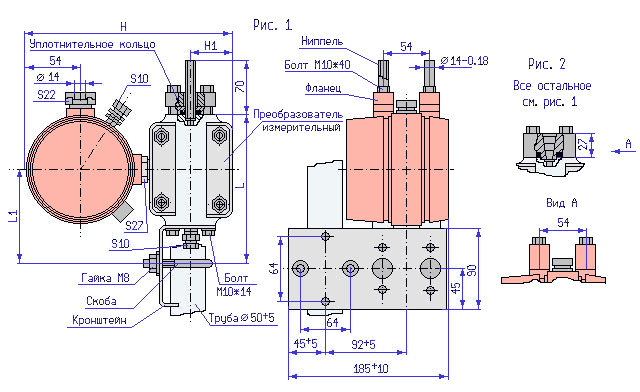 H
Рис. 1
Уплотнительное кольцо
H1
54
⌀ 14
S10
S22
70
Преобразователь
измерительный
L
L1
S27
S10
Гайка М8
Скоба
Кронштейн
Болт
М10*14
Труба ⌀ 50+5
Ниппель
54
⌀ 14-0.18
Болт М10*40
Фланец
64
64
45
90
45+5
92+5
185+10
Рис. 2
Все остальное
см. рис. 1
27
А
Вид А
54